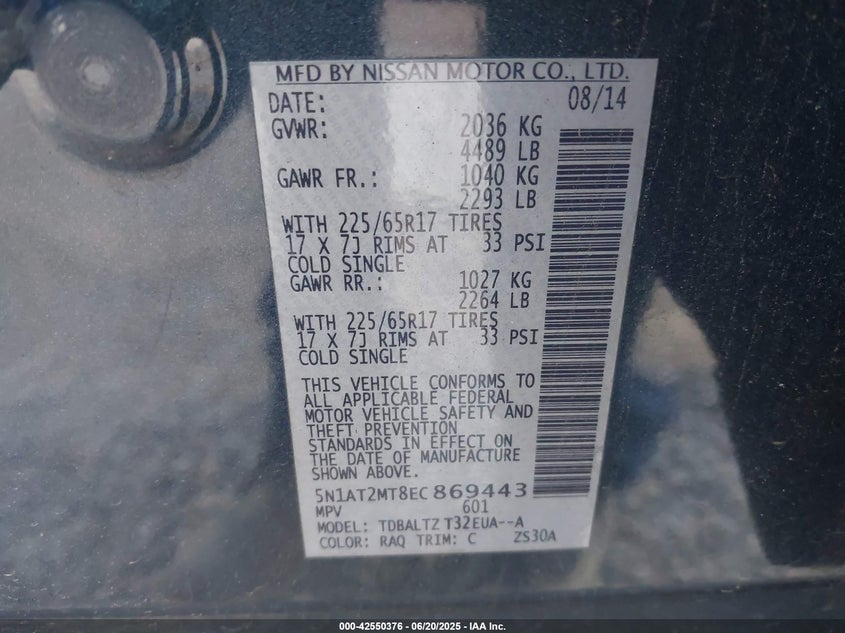 MFD BY NISSAN MOTOR CO., LTD.
DATE: 08/14
GVWR: 2036 KG
4489 LB
GAWR FR.: 1040 KG
2293 LB
WITH 225/65R17 TIRES
17 X 7J RIMS AT 33 PSI
COLD SINGLE
GAWR RR.: 1027 KG
2264 LB
WITH 225/65R17 TIRES
17 X 7J RIMS AT 33 PSI
COLD SINGLE
THIS VEHICLE CONFORMS TO
ALL APPLICABLE FEDERAL
MOTOR VEHICLE SAFETY AND
THEFT PREVENTION
STANDARDS IN EFFECT ON
THE DATE OF MANUFACTURE
SHOWN ABOVE.
5N1AT2MT8EC869443
MPV 601
MODEL: TDBALTZ T32EUA--A
COLOR: RAQ TRIM: C ZS30A
000-42550376 - 06/20/2025 - IAA Inc.